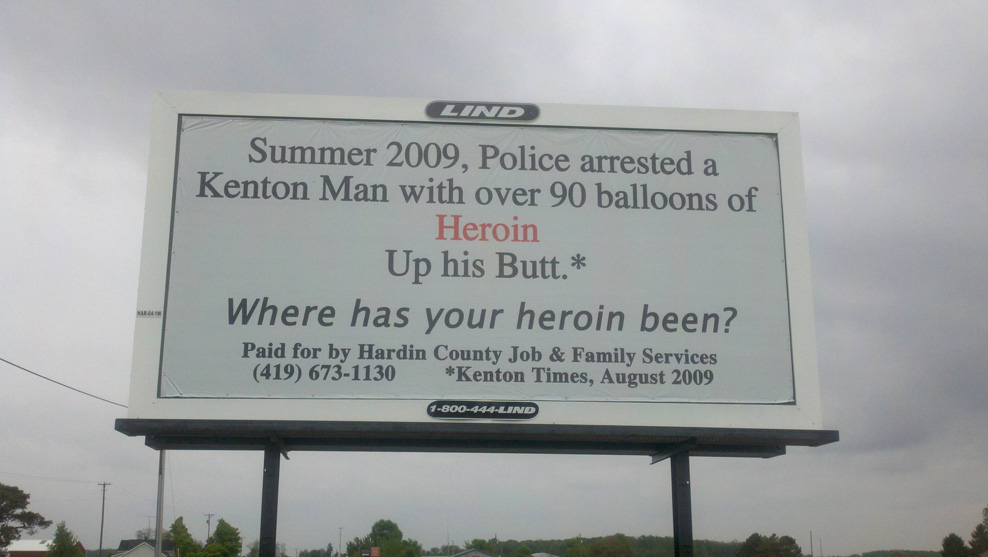 LIND
Summer 2009, Police arrested a
Kenton Man with over 90 balloons of
Heroin
Up his Butt.*
Where has your heroin been?
Paid for by Hardin County Job & Family Services
(419) 673-1130 *Kenton Times, August 2009
1-800-444-LIND